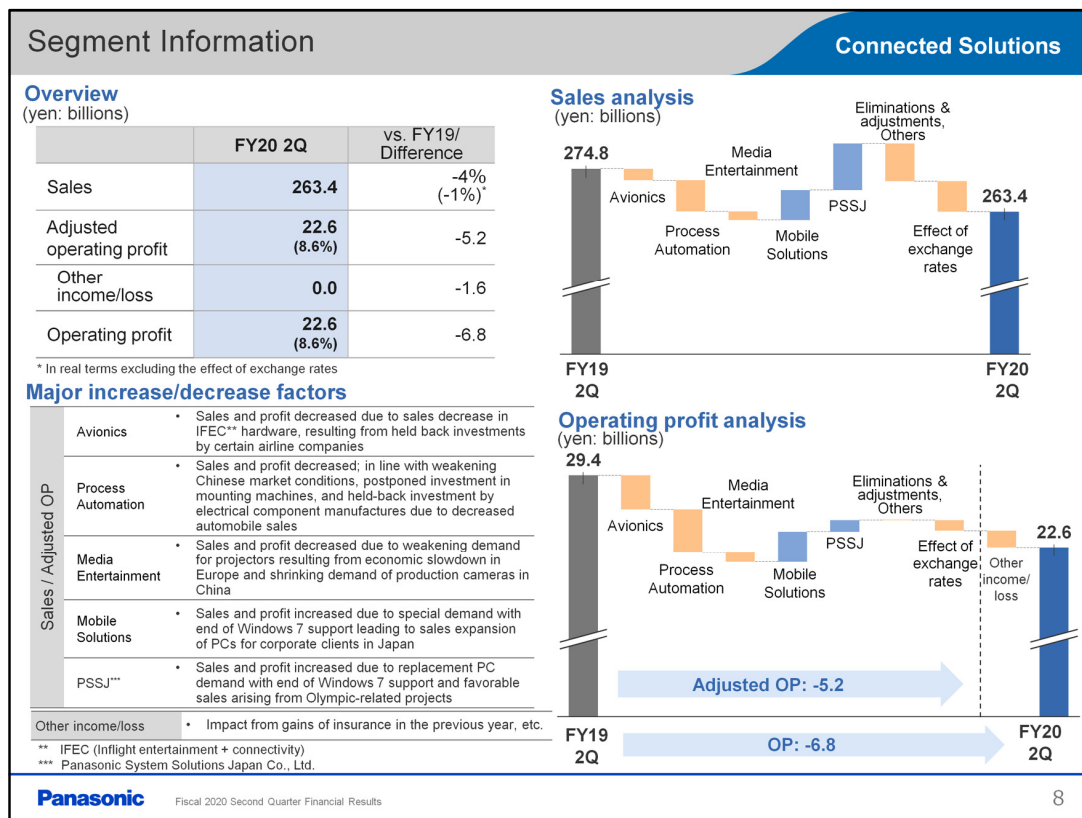 Segment Information
Connected Solutions
Overview
(yen: billions)
FY20 2Q
vs. FY19/
Difference
Sales
263.4
-4%
(-1%)*
Adjusted
operating profit
22.6
(8.6%)
-5.2
Other
income/loss
0.0
-1.6
Operating profit
22.6
(8.6%)
-6.8
* In real terms excluding the effect of exchange rates
Major increase/decrease factors
Sales / Adjusted OP
Avionics
• Sales and profit decreased due to sales decrease in
IFEC** hardware, resulting from held back investments
by certain airline companies
Process
Automation
• Sales and profit decreased; in line with weakening
Chinese market conditions, postponed investment in
mounting machines, and held-back investment by
electrical component manufactures due to decreased
automobile sales
Media
Entertainment
• Sales and profit decreased due to weakening demand
for projectors resulting from economic slowdown in
Europe and shrinking demand of production cameras in
China
Mobile
Solutions
• Sales and profit increased due to special demand with
end of Windows 7 support leading to sales expansion
of PCs for corporate clients in Japan
PSSJ***
• Sales and profit increased due to replacement PC
demand with end of Windows 7 support and favorable
sales arising from Olympic-related projects
Other income/loss
• Impact from gains of insurance in the previous year, etc.
** IFEC (Inflight entertainment + connectivity)
*** Panasonic System Solutions Japan Co., Ltd.
Sales analysis
(yen: billions)
274.8
Avionics
Process
Automation
Media
Entertainment
Mobile
Solutions
PSSJ
Eliminations &
adjustments,
Others
Effect of
exchange
rates
263.4
FY19
2Q
FY20
2Q
Operating profit analysis
(yen: billions)
29.4
Avionics
Process
Automation
Media
Entertainment
Mobile
Solutions
PSSJ
Eliminations &
adjustments,
Others
Effect of
exchange
rates
Other
income/
loss
22.6
Adjusted OP: -5.2
OP: -6.8
FY19
2Q
FY20
2Q
Panasonic
Fiscal 2020 Second Quarter Financial Results
8